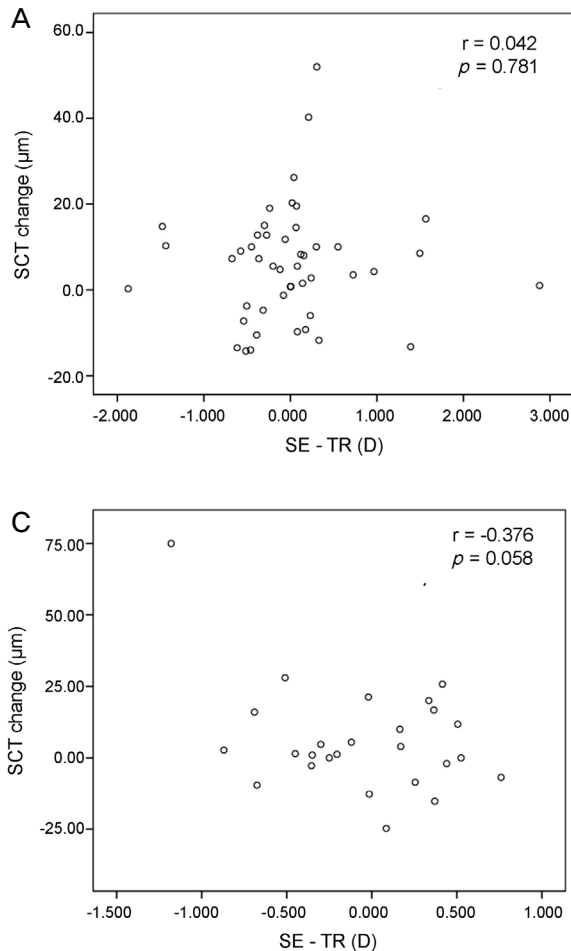 A
r = 0.042
p = 0.781
60.0
40.0
20.0
0.0
-20.0
SCT change (µm)
-2.000 -1.000 0.000 1.000 2.000 3.000
SE - TR (D)
C
r = -0.376
p = 0.058
75.00
50.00
25.00
0.00
-25.00
SCT change (µm)
-1.500 -1.000 -0.500 0.000 0.500 1.000
SE - TR (D)